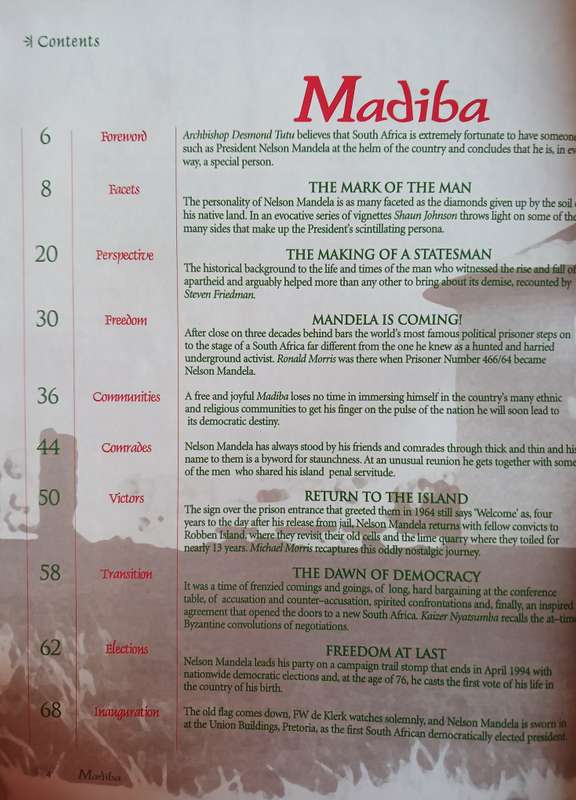 Contents
Madiba
6 Foreword Archbishop Desmond Tutu believes that South Africa is extremely fortunate to have someone
such as President Nelson Mandela at the helm of the country and concludes that he is, in
way, a special person.
8 Facets THE MARK OF THE MAN
The personality of Nelson Mandela is as many faceted as the diamonds given up by the soil
his native land. In an evocative series of vignettes Shaun Johnson throws light on some of the
many sides that make up the President's scintillating persona.
20 Perspective THE MAKING OF A STATESMAN
The historical background to the life and times of the man who witnessed the rise and fall of
apartheid and arguably helped more than any other to bring about its demise, recounted by
Steven Friedman.
30 Freedom MANDELA IS COMING!
After close on three decades behind bars the world's most famous political prisoner steps on
to the stage of a South Africa far different from the one he knew as a hunted and harried
underground activist. Ronald Morris was there when Prisoner Number 466/64 became
Nelson Mandela.
36 Communities A free and joyful Madiba loses no time in immersing himself in the country's many ethnic
and religious communities to get his finger on the pulse of the nation he will soon lead to
its democratic destiny.
44 Comrades Nelson Mandela has always stood by his friends and comrades through thick and thin and his
name to them is a byword for staunchness. At an unusual reunion he gets together with some
of the men who shared his island penal servitude.
50 Victors RETURN TO THE ISLAND
The sign over the prison entrance that greeted them in 1964 still says 'Welcome' as, four
years to the day after his release from jail, Nelson Mandela returns with fellow convicts to
Robben Island, where they revisit their old cells and the lime quarry where they toiled for
nearly 13 years. Michael Morris recaptures this oddly nostalgic journey.
58 Transition THE DAWN OF DEMOCRACY
It was a time of frenzied comings and goings, of long, hard bargaining at the conference
table, of accusation and counter–accusation, spirited confrontations and, finally, an inspired
agreement that opened the doors to a new South Africa. Kaizer Nyatsumba recalls the at–time
Byzantine convolutions of negotiations.
62 Elections FREEDOM AT LAST
Nelson Mandela leads his party on a campaign trail stomp that ends in April 1994 with
nationwide democratic elections and, at the age of 76, he casts the first vote of his life in
the country of his birth.
68 Inauguration The old flag comes down, FW de Klerk watches solemnly, and Nelson Mandela is sworn in
at the Union Buildings, Pretoria, as the first South African democratically elected president.
4 Madiba